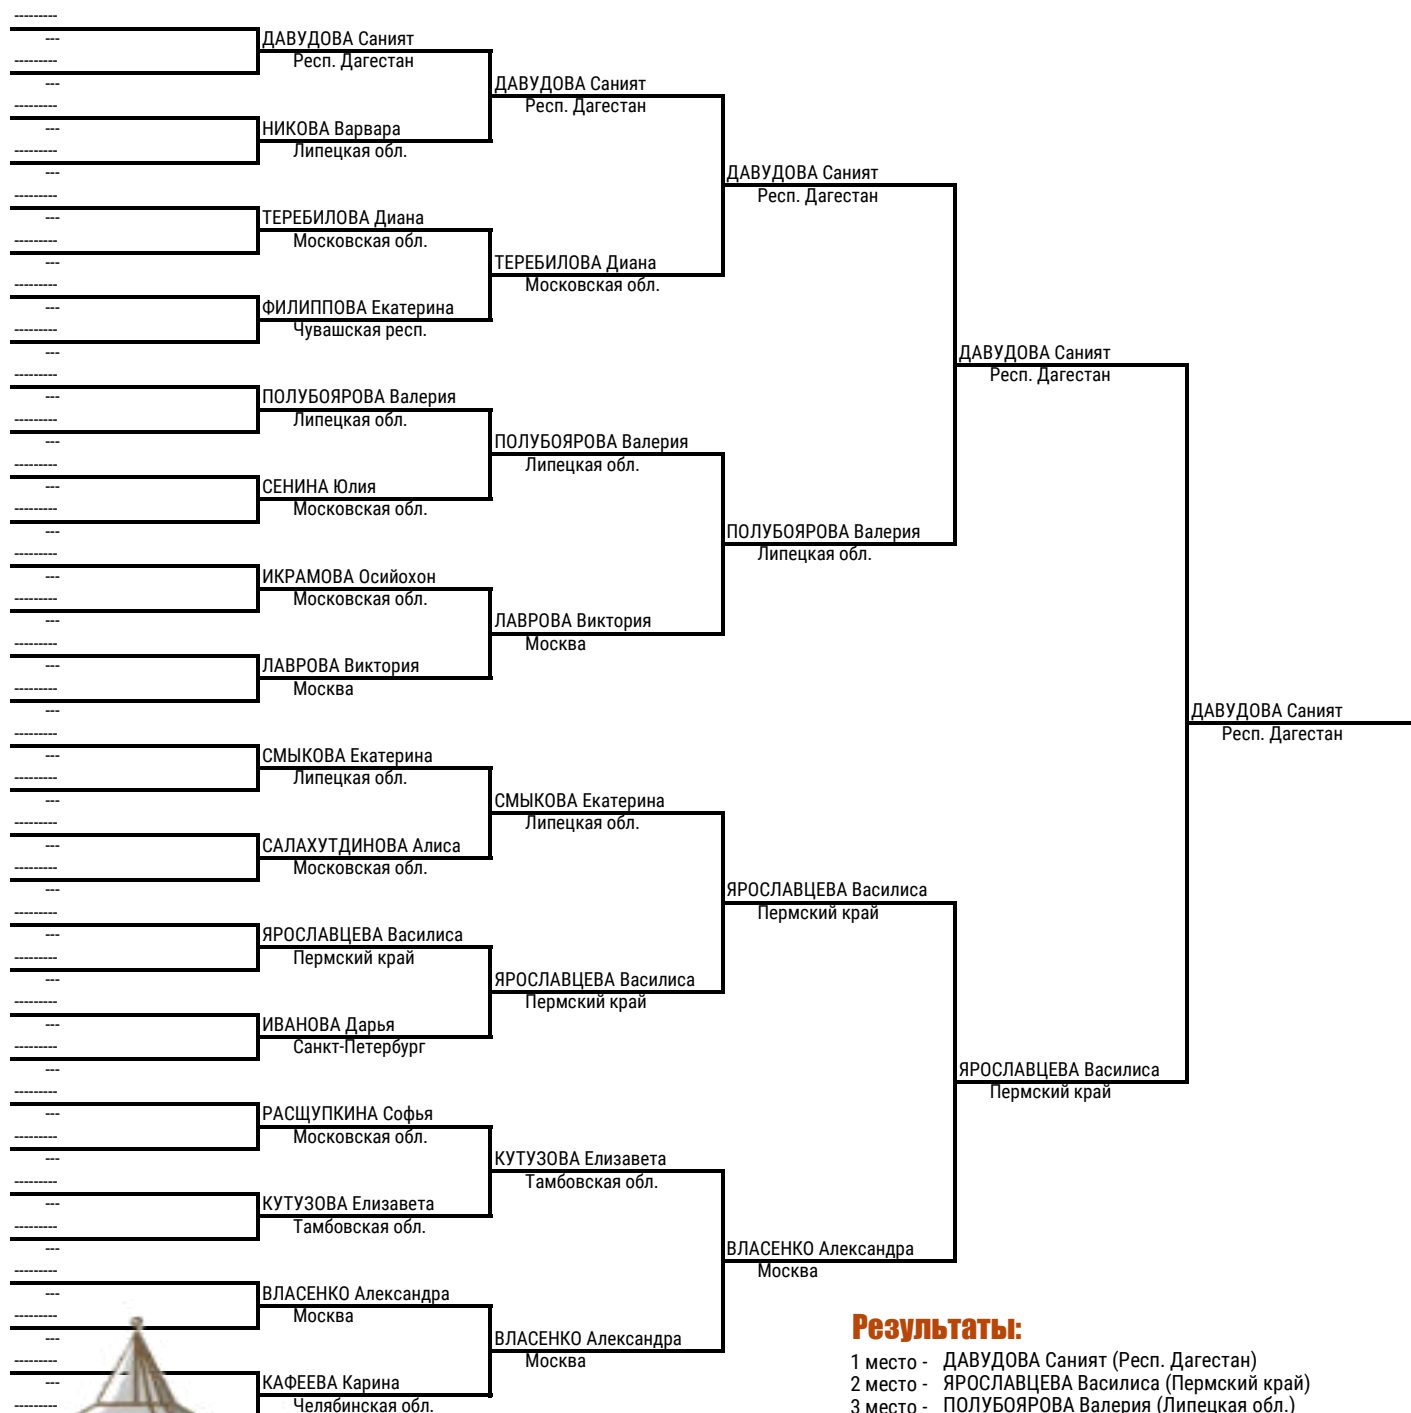 ДАВУДОВА Саният
Респ. Дагестан
НИКОВА Варвара
Липецкая обл.
ТЕРЕБИЛОВА Диана
Московская обл.
ФИЛИППОВА Екатерина
Чувашская респ.
ПОЛУБОЯРОВА Валерия
Липецкая обл.
СЕНИНА Юлия
Московская обл.
ИКРАМОВА Осийохон
Московская обл.
ЛАВРОВА Виктория
Москва
СМЫКОВА Екатерина
Липецкая обл.
САЛАХУТДИНОВА Алиса
Московская обл.
ЯРОСЛАВЦЕВА Василиса
Пермский край
ИВАНОВА Дарья
Санкт-Петербург
РАСЩУПКИНА Софья
Московская обл.
КУТУЗОВА Елизавета
Тамбовская обл.
ВЛАСЕНКО Александра
Москва
КАФЕЕВА Карина
Челябинская обл.
ДАВУДОВА Саният
Респ. Дагестан
ТЕРЕБИЛОВА Диана
Московская обл.
ПОЛУБОЯРОВА Валерия
Липецкая обл.
ЛАВРОВА Виктория
Москва
СМЫКОВА Екатерина
Липецкая обл.
ЯРОСЛАВЦЕВА Василиса
Пермский край
КУТУЗОВА Елизавета
Тамбовская обл.
ВЛАСЕНКО Александра
Москва
ДАВУДОВА Саният
Респ. Дагестан
ПОЛУБОЯРОВА Валерия
Липецкая обл.
ЯРОСЛАВЦЕВА Василиса
Пермский край
ВЛАСЕНКО Александра
Москва
ДАВУДОВА Саният
Респ. Дагестан
ЯРОСЛАВЦЕВА Василиса
Пермский край
ДАВУДОВА Саният
Респ. Дагестан
Результаты:
1 место - ДАВУДОВА Саният (Респ. Дагестан)
2 место - ЯРОСЛАВЦЕВА Василиса (Пермский край)
3 место - ПОЛУБОЯРОВА Валерия (Липецкая обл.)